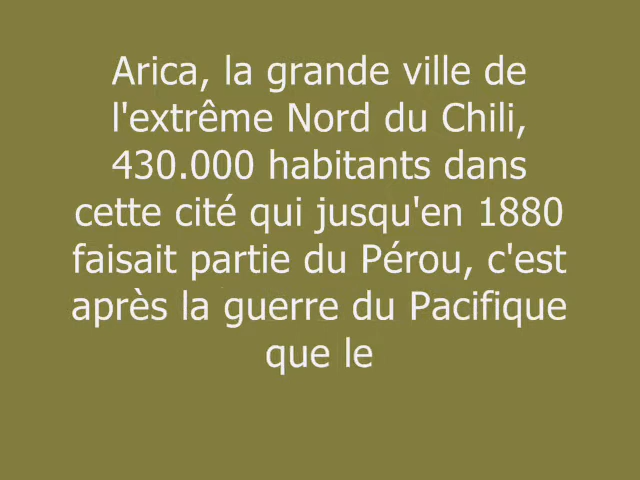 Arica, la grande ville de
l'extrême Nord du Chili,
430.000 habitants dans
cette cité qui jusqu'en 1880
faisait partie du Pérou, c'est
après la guerre du Pacifique
que le